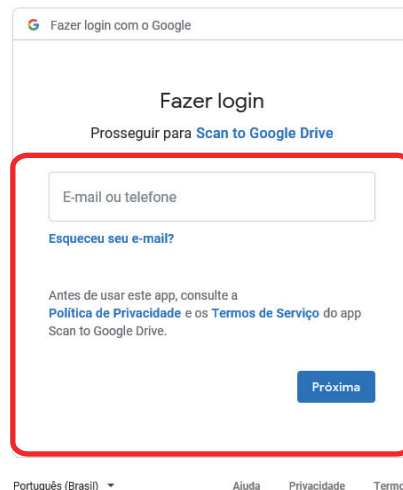 Fazer login com o Google
Fazer login
Prosseguir para Scan to Google Drive
E-mail ou telefone
Esqueceu seu e-mail?
Antes de usar este app, consulte a
Política de Privacidade e os Termos de Serviço do app
Scan to Google Drive.
Próxima
Português (Brasil) Ajuda Privacidade Termo